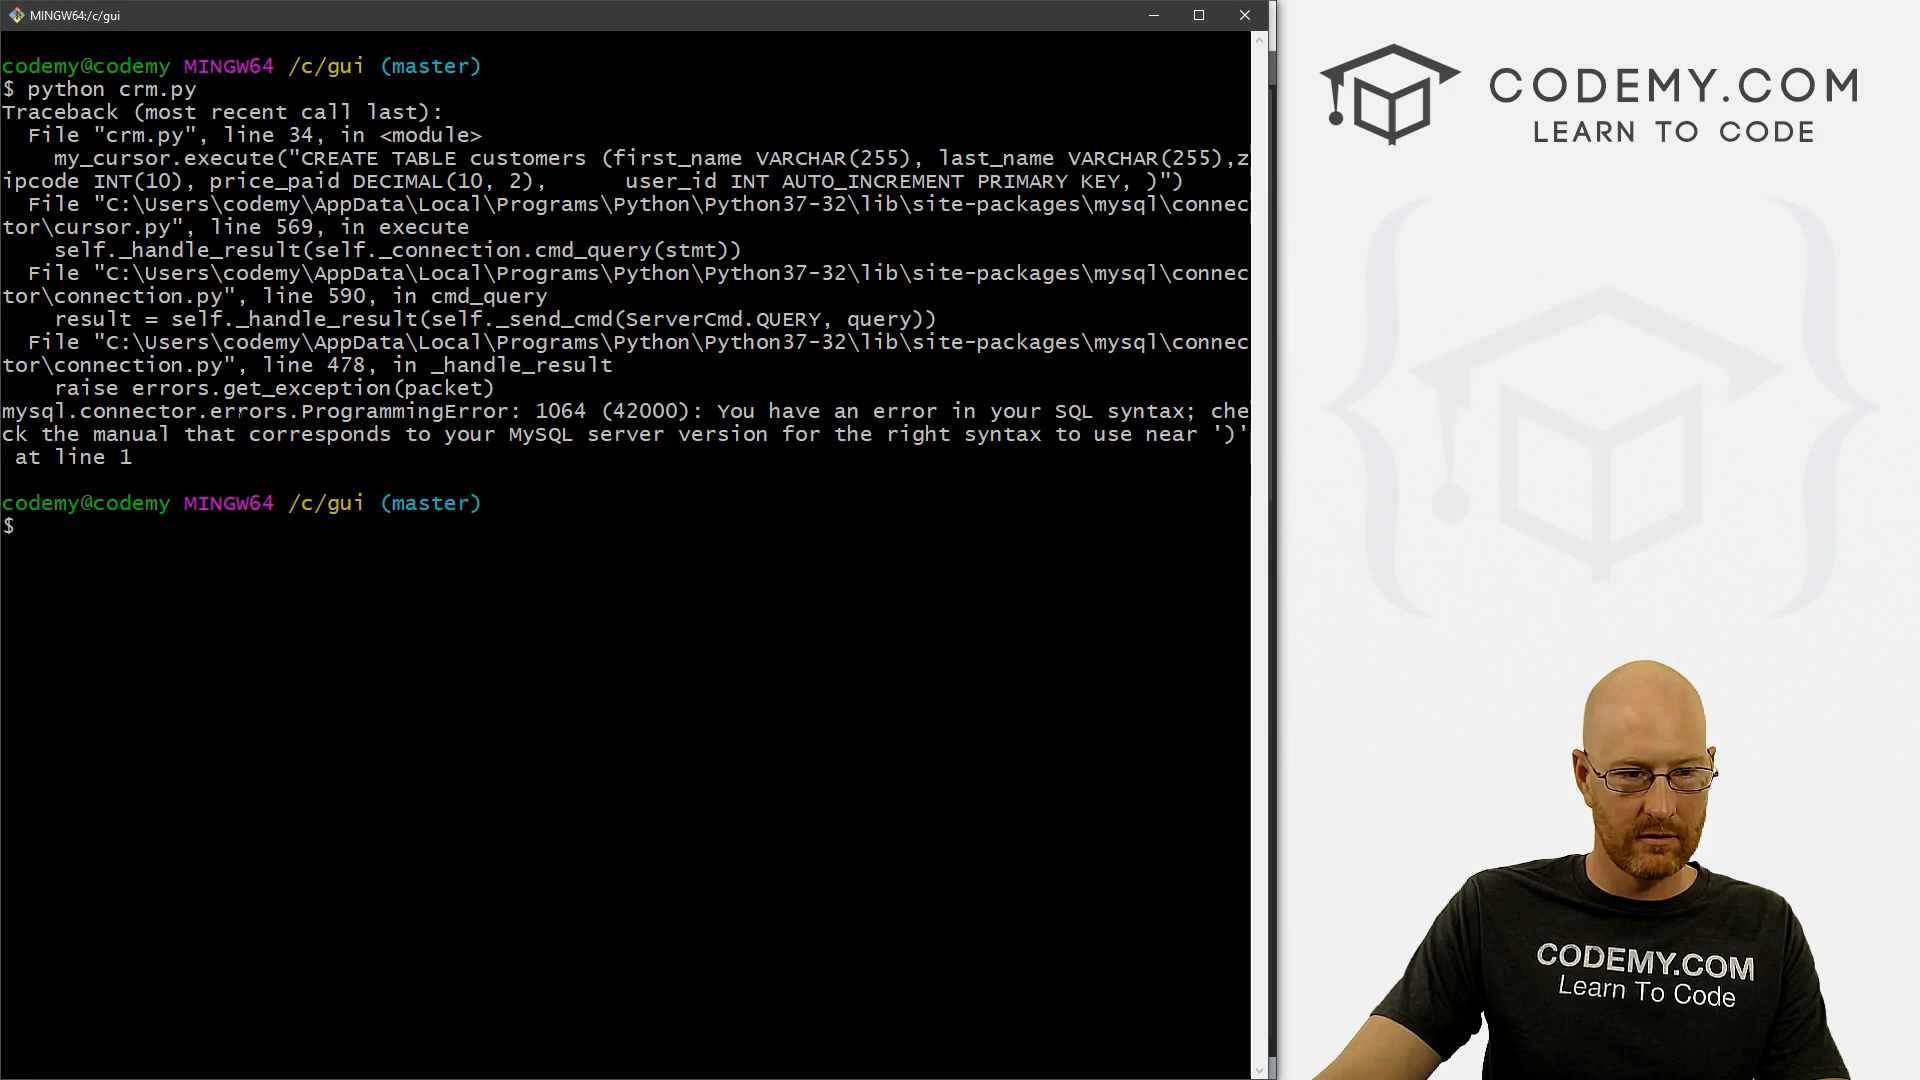 MINGW64:/c/gui
codemy@codemy MINGW64 /c/gui (master)
$ python crm.py
Traceback (most recent call last):
  File "crm.py", line 34, in <module>
    my_cursor.execute("CREATE TABLE customers (first_name VARCHAR(255), last_name VARCHAR(255),z
ipcode INT(10), price_paid DECIMAL(10, 2),      user_id INT AUTO_INCREMENT PRIMARY KEY, )")
  File "C:\Users\codemy\AppData\Local\Programs\Python\Python37-32\lib\site-packages\mysql\connec
tor\cursor.py", line 569, in execute
    self._handle_result(self._connection.cmd_query(stmt))
  File "C:\Users\codemy\AppData\Local\Programs\Python\Python37-32\lib\site-packages\mysql\connec
tor\connection.py", line 590, in cmd_query
    result = self._handle_result(self._send_cmd(ServerCmd.QUERY, query))
  File "C:\Users\codemy\AppData\Local\Programs\Python\Python37-32\lib\site-packages\mysql\connec
tor\connection.py", line 478, in _handle_result
    raise errors.get_exception(packet)
mysql.connector.errors.ProgrammingError: 1064 (42000): You have an error in your SQL syntax; che
ck the manual that corresponds to your MySQL server version for the right syntax to use near ')'
 at line 1
codemy@codemy MINGW64 /c/gui (master)
$
CODEMY.COM
LEARN TO CODE
CODEMY.COM
Learn To Code